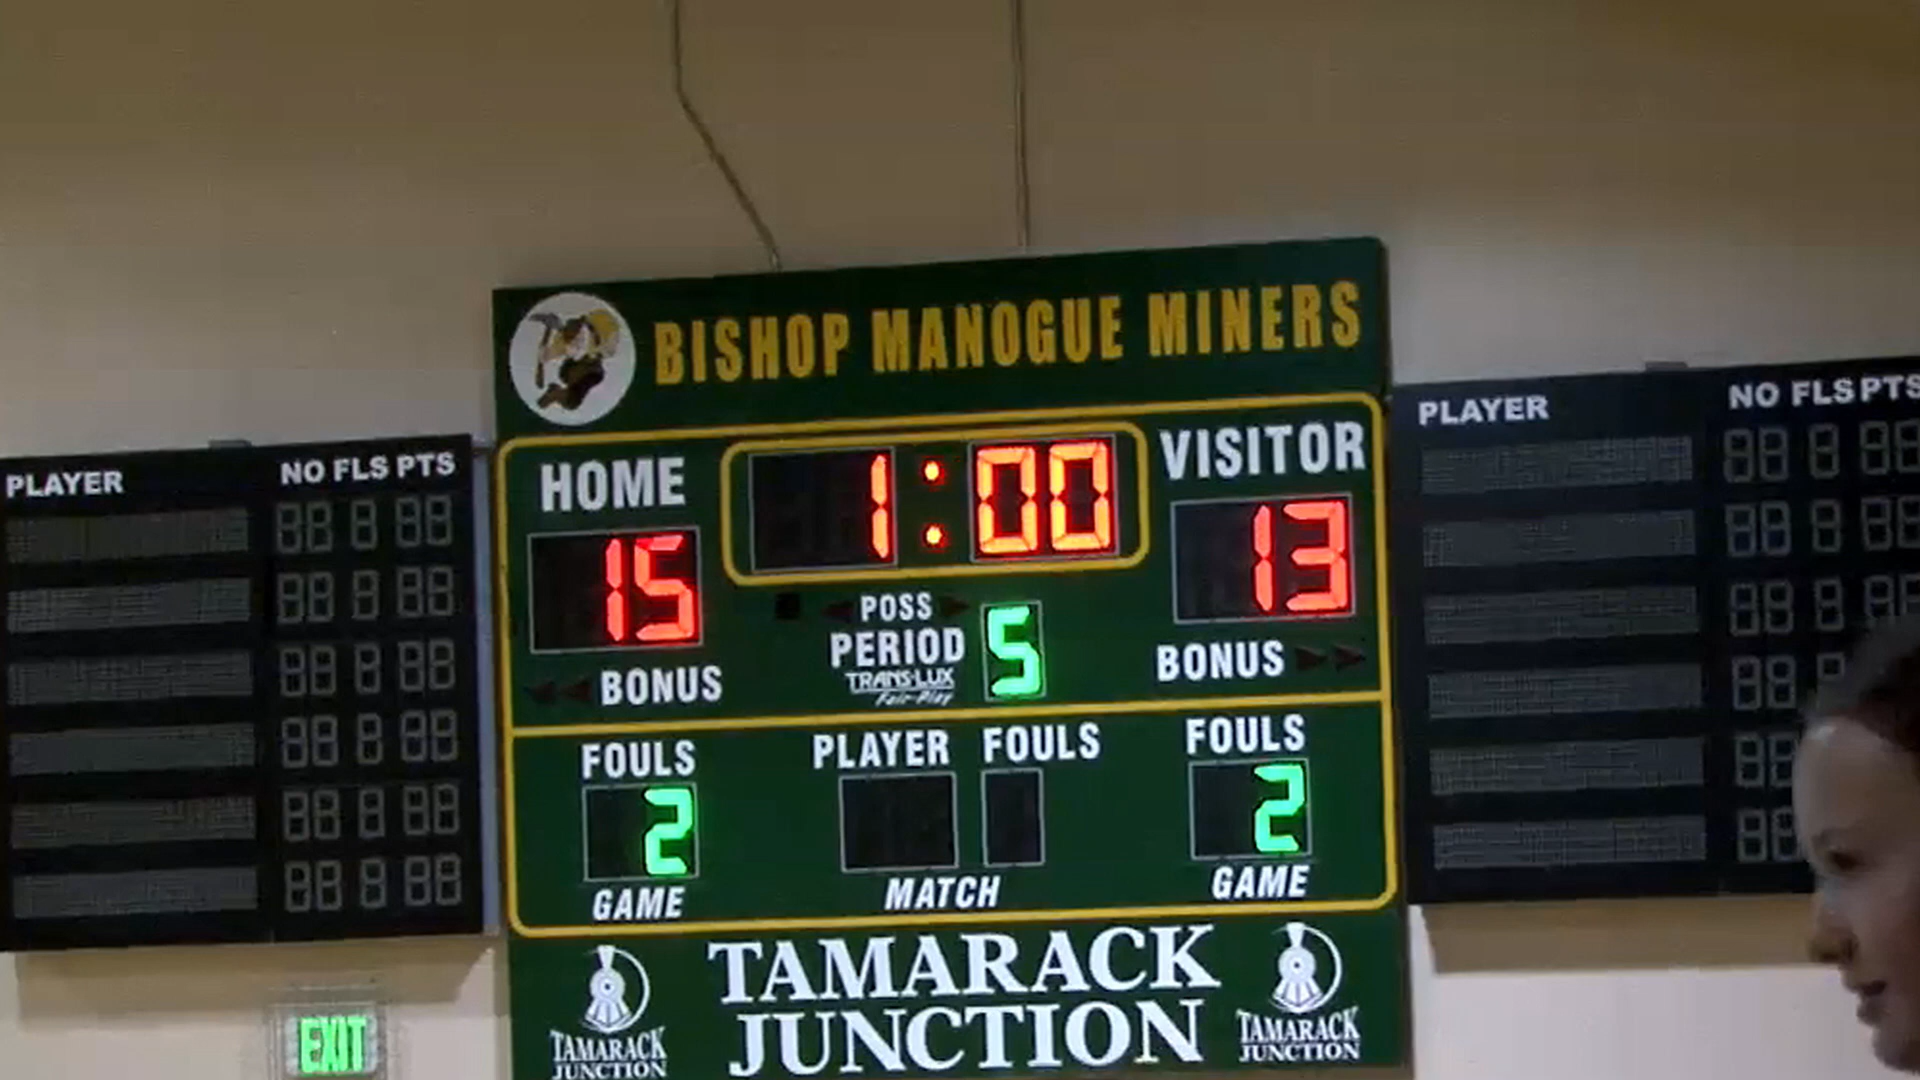 BISHOP MANOGUE MINERS
PLAYER NO FLS PTS
HOME
1:00
VISITOR
PLAYER NO FLS PTS
15
13
POSS
PERIOD 5
TRANS-LUX
Fair-Play
BONUS
BONUS
FOULS
PLAYER FOULS
FOULS
2
2
GAME
MATCH
GAME
TAMARACK
JUNCTION
TAMARACK
JUNCTION
TAMARACK
JUNCTION
EXIT